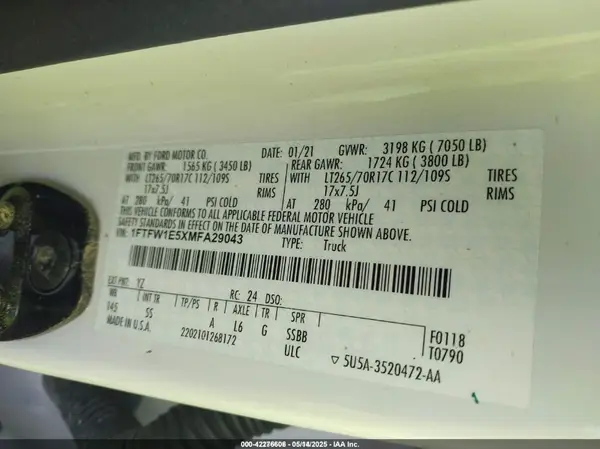 MFD. BY FORD MOTOR CO.
DATE: 01/21 GVWR: 3198 KG ( 7050 LB)
FRONT GAWR: 1565 KG ( 3450 LB) REAR GAWR: 1724 KG ( 3800 LB)
WITH LT265/70R17C 112/109S TIRES WITH LT265/70R17C 112/109S TIRES
17x7.5J RIMS 17x7.5J RIMS
AT 280 kPa/ 41 PSI COLD AT 280 kPa/ 41 PSI COLD
THIS VEHICLE CONFORMS TO ALL APPLICABLE FEDERAL MOTOR VEHICLE
SAFETY STANDARDS IN EFFECT ON THE DATE OF MANUFACTURE SHOWN ABOVE.
VIN: 1FTFW1E5XMFA29043 TYPE: Truck
EXT PNT: YZ RC: 24 DSO:
WB INT TR TP/PS R AXLE TR SPR
145 SS A L6 G SSBB
MADE IN U.S.A. 2202101268172 ULC
F0118
T0790
▽ 5U5A-3520472-AA
000-42276606 - 05/14/2025 - IAA Inc.